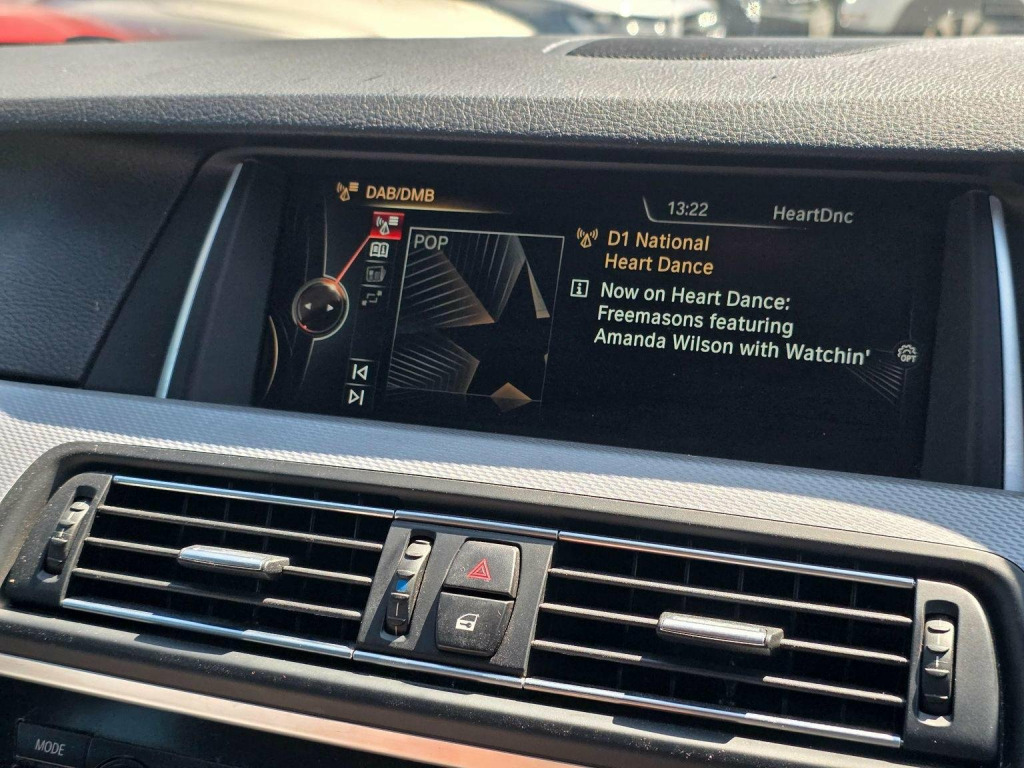 DAB/DMB
13:22
HeartDnc
POP
D1 National
Heart Dance
Now on Heart Dance:
Freemasons featuring
Amanda Wilson with Watchin'
OPT
MODE